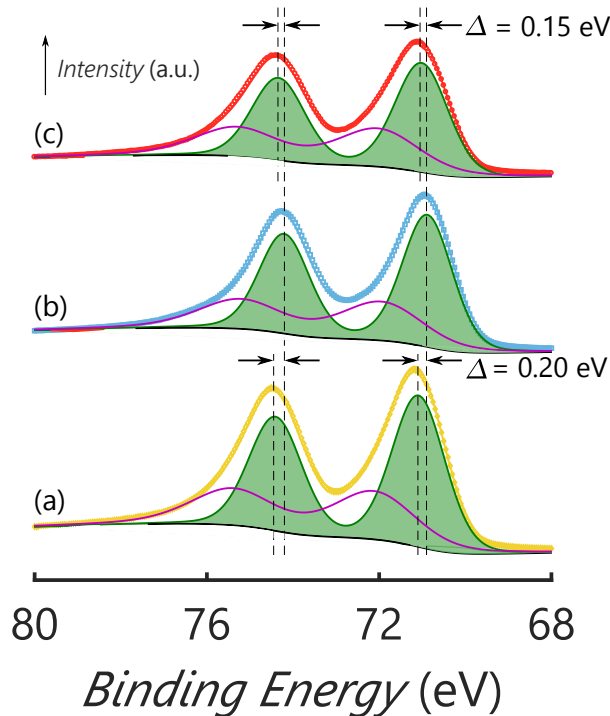 Δ = 0.15 eV
Intensity (a.u.)
(c)
(b)
Δ = 0.20 eV
(a)
80 76 72 68
Binding Energy (eV)